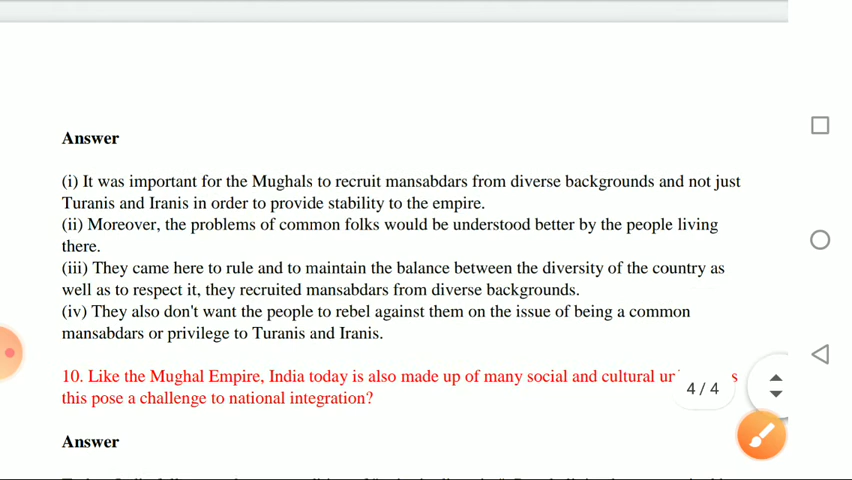 Answer
(i) It was important for the Mughals to recruit mansabdars from diverse backgrounds and not just
Turanis and Iranis in order to provide stability to the empire.
(ii) Moreover, the problems of common folks would be understood better by the people living
there.
(iii) They came here to rule and to maintain the balance between the diversity of the country as
well as to respect it, they recruited mansabdars from diverse backgrounds.
(iv) They also don't want the people to rebel against them on the issue of being a common
mansabdars or privilege to Turanis and Iranis.
10. Like the Mughal Empire, India today is also made up of many social and cultural
this pose a challenge to national integration?
4 / 4
Answer